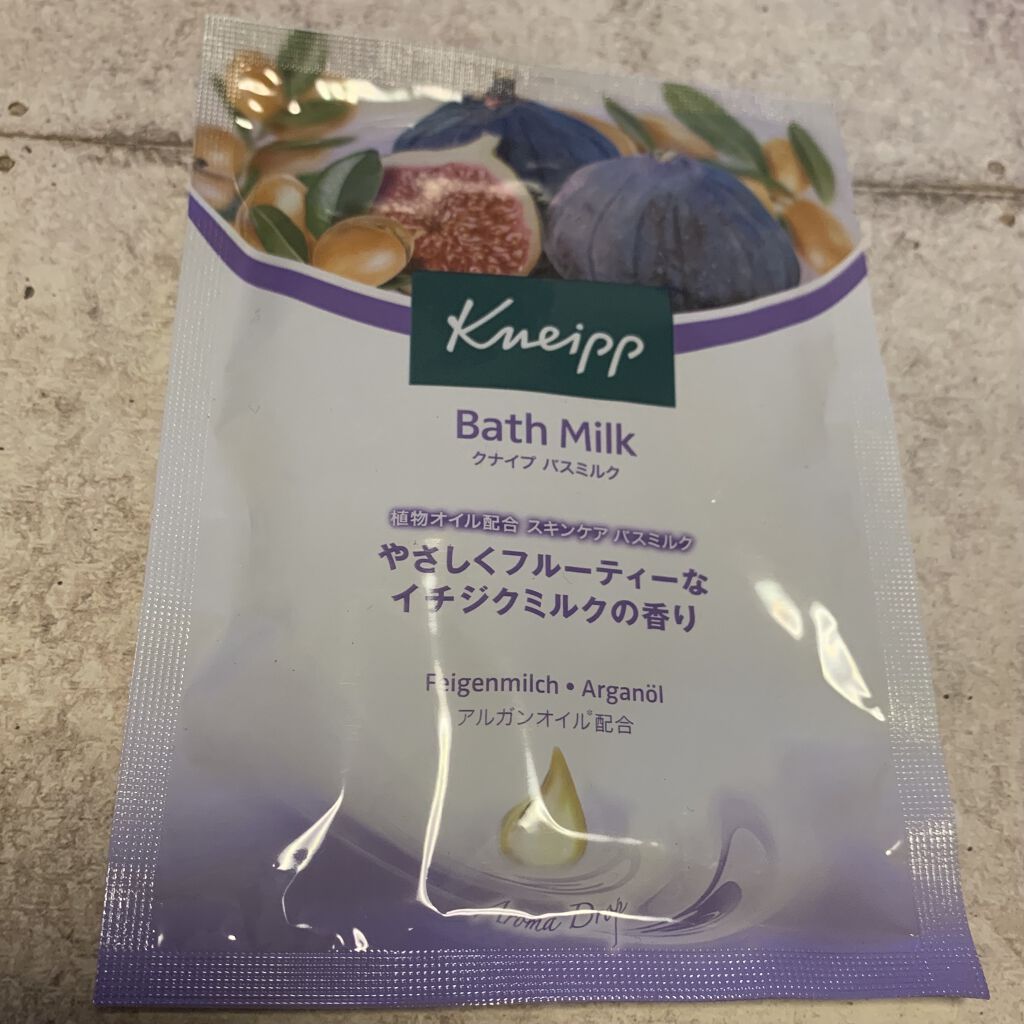 Kneipp
Bath Milk
クナイプ バスミルク
植物オイル配合 スキンケア バスミルク
やさしくフルーティーな
イチジクミルクの香り
Feigenmilch • Arganöl
アルガンオイル*配合
Aroma Drop